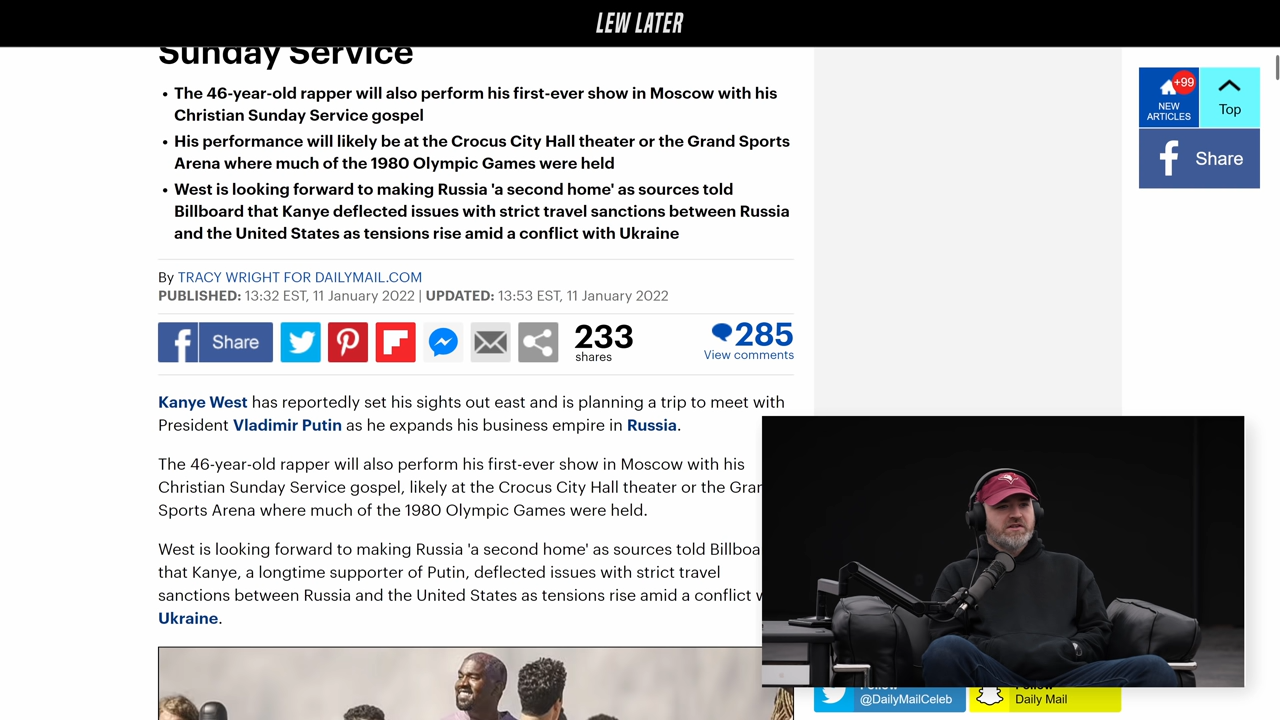 LEW LATER
Sunday Service
• The 46-year-old rapper will also perform his first-ever show in Moscow with his
Christian Sunday Service gospel
• His performance will likely be at the Crocus City Hall theater or the Grand Sports
Arena where much of the 1980 Olympic Games were held
• West is looking forward to making Russia 'a second home' as sources told
Billboard that Kanye deflected issues with strict travel sanctions between Russia
and the United States as tensions rise amid a conflict with Ukraine
By TRACY WRIGHT FOR DAILYMAIL.COM
PUBLISHED: 13:32 EST, 11 January 2022 | UPDATED: 13:53 EST, 11 January 2022
Share
233
shares
285
View comments
Kanye West has reportedly set his sights out east and is planning a trip to meet with
President Vladimir Putin as he expands his business empire in Russia.
The 46-year-old rapper will also perform his first-ever show in Moscow with his
Christian Sunday Service gospel, likely at the Crocus City Hall theater or the
Sports Arena where much of the 1980 Olympic Games were held.
West is looking forward to making Russia 'a second home' as sources told
that Kanye, a longtime supporter of Putin, deflected issues with strict travel
sanctions between Russia and the United States as tensions rise amid a conflict
Ukraine.
+99
NEW
ARTICLES
Top
Share
@DailyMailCeleb
Daily Mail